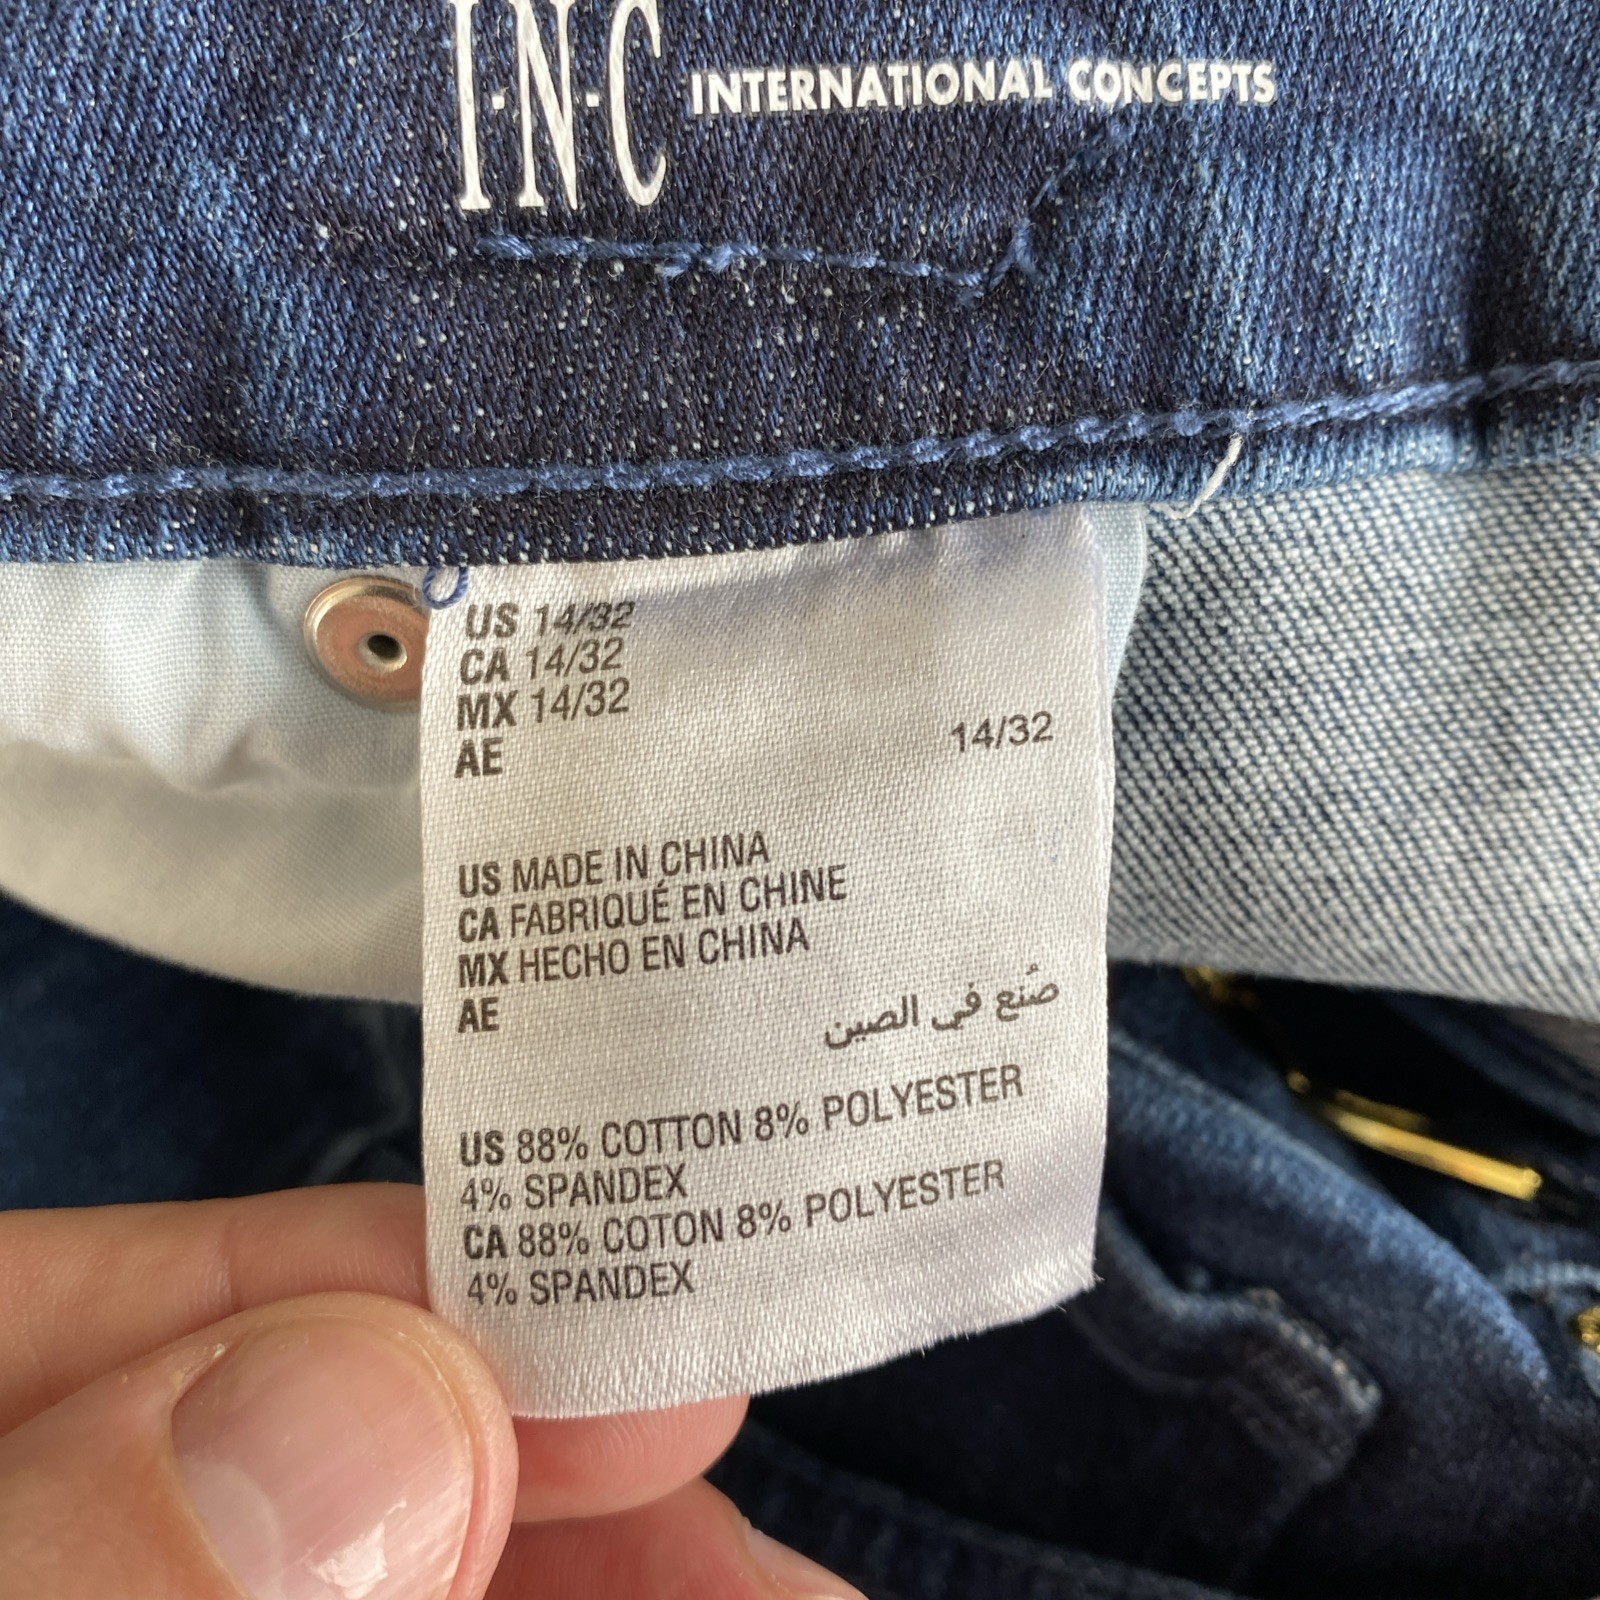 I·N·C INTERNATIONAL CONCEPTS
US 14/32
CA 14/32
MX 14/32
AE 14/32
US MADE IN CHINA
CA FABRIQUÉ EN CHINE
MX HECHO EN CHINA
AE صُنع في الصين
US 88% COTTON 8% POLYESTER
4% SPANDEX
CA 88% COTON 8% POLYESTER
4% SPANDEX